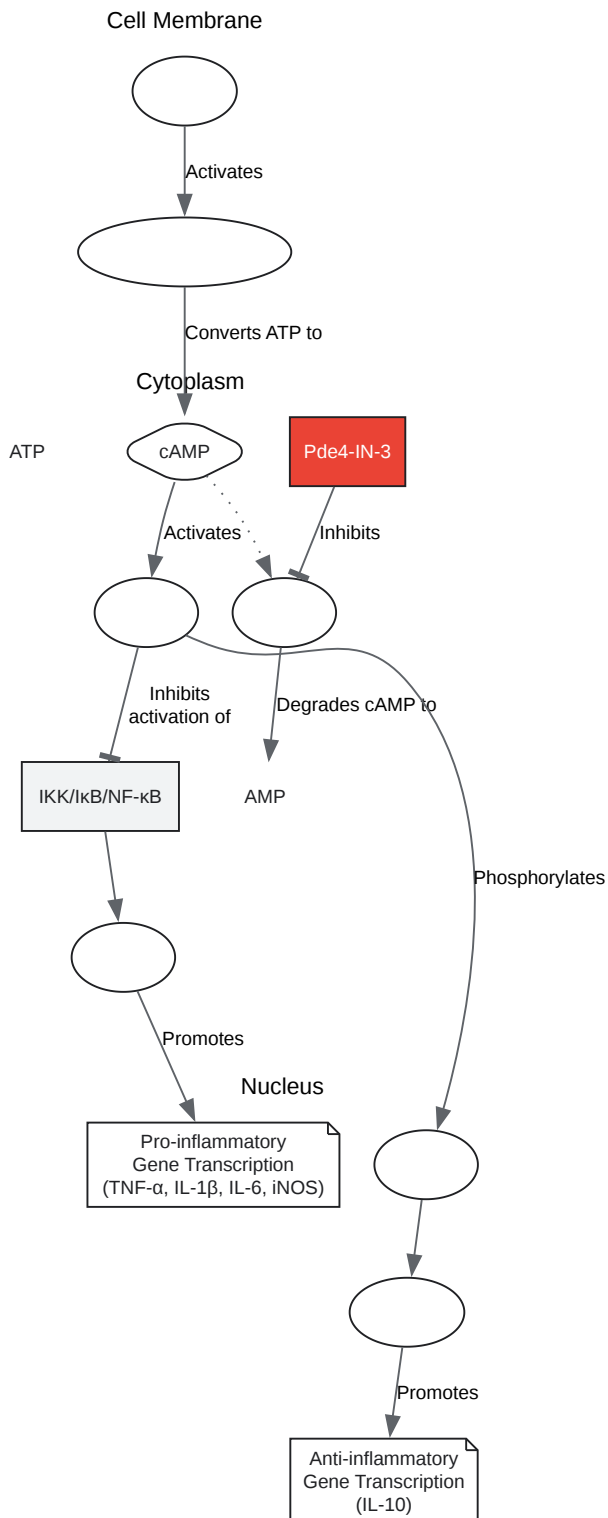 Cell Membrane
Activates
Converts ATP to
Cytoplasm
ATP
cAMP
Pde4-IN-3
Activates
Inhibits
Inhibits
activation of
Degrades cAMP to
IKK/IκB/NF-κB
AMP
Phosphorylates
Promotes
Nucleus
Pro-inflammatory
Gene Transcription
(TNF-α, IL-1β, IL-6, iNOS)
Promotes
Anti-inflammatory
Gene Transcription
(IL-10)